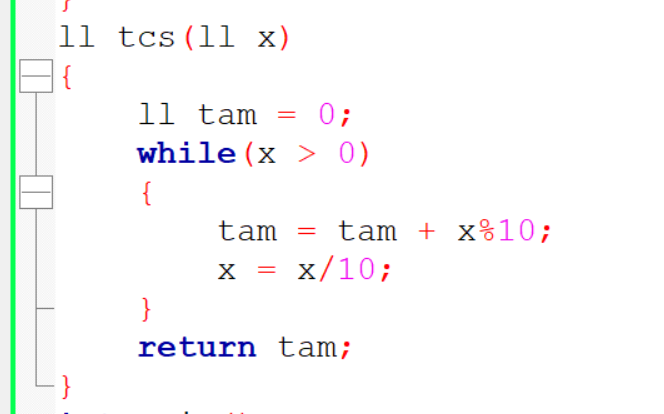 }
ll tcs(ll x)
{
ll tam = 0;
while(x > 0)
{
tam = tam + x%10;
x = x/10;
}
return tam;
}